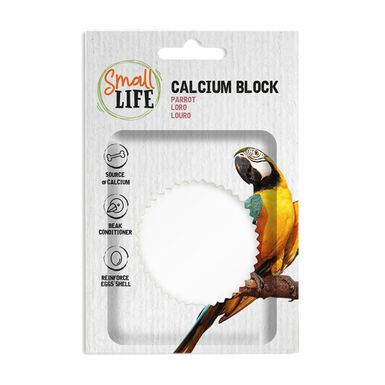 Small
LIFE
CALCIUM BLOCK
PARROT
LORO
LOURO
SOURCE
OF CALCIUM
BEAK
CONDITIONER
REINFORCE
EGGS SHELL